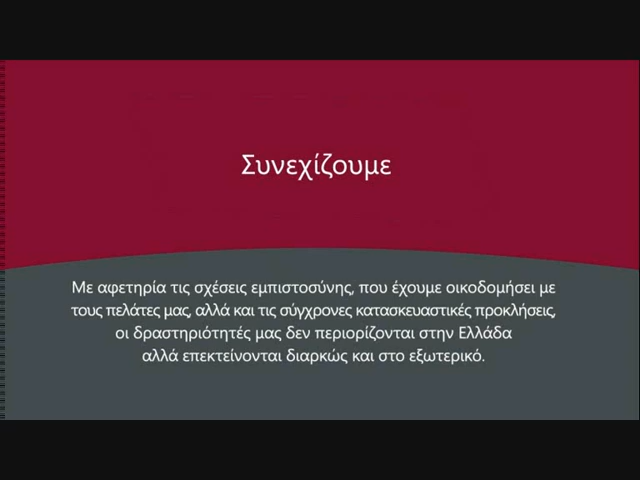 Συνεχίζουμε
Με αφετηρία τις σχέσεις εμπιστοσύνης, που έχουμε οικοδομήσει με
τους πελάτες μας, αλλά και τις σύγχρονες κατασκευαστικές προκλήσεις,
οι δραστηριότητές μας δεν περιορίζονται στην Ελλάδα
αλλά επεκτείνονται διαρκώς και στο εξωτερικό.